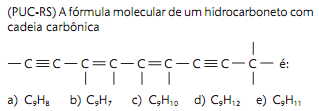 (PUC-RS) A fórmula molecular de um hidrocarboneto com
cadeia carbônica
—C≡C—C=C—C=C—C≡C—C— é:
a) C₉H₈ b) C₉H₇ c) C₉H₁₀ d) C₉H₁₂ e) C₉H₁₁